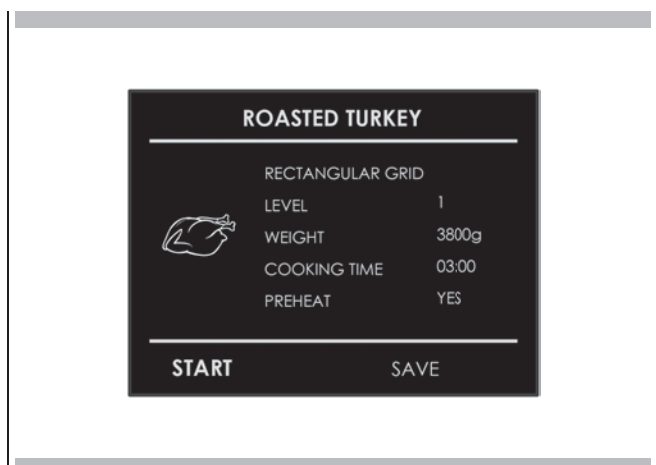 ROASTED TURKEY
RECTANGULAR GRID
LEVEL 1
WEIGHT 3800g
COOKING TIME 03:00
PREHEAT YES
START SAVE